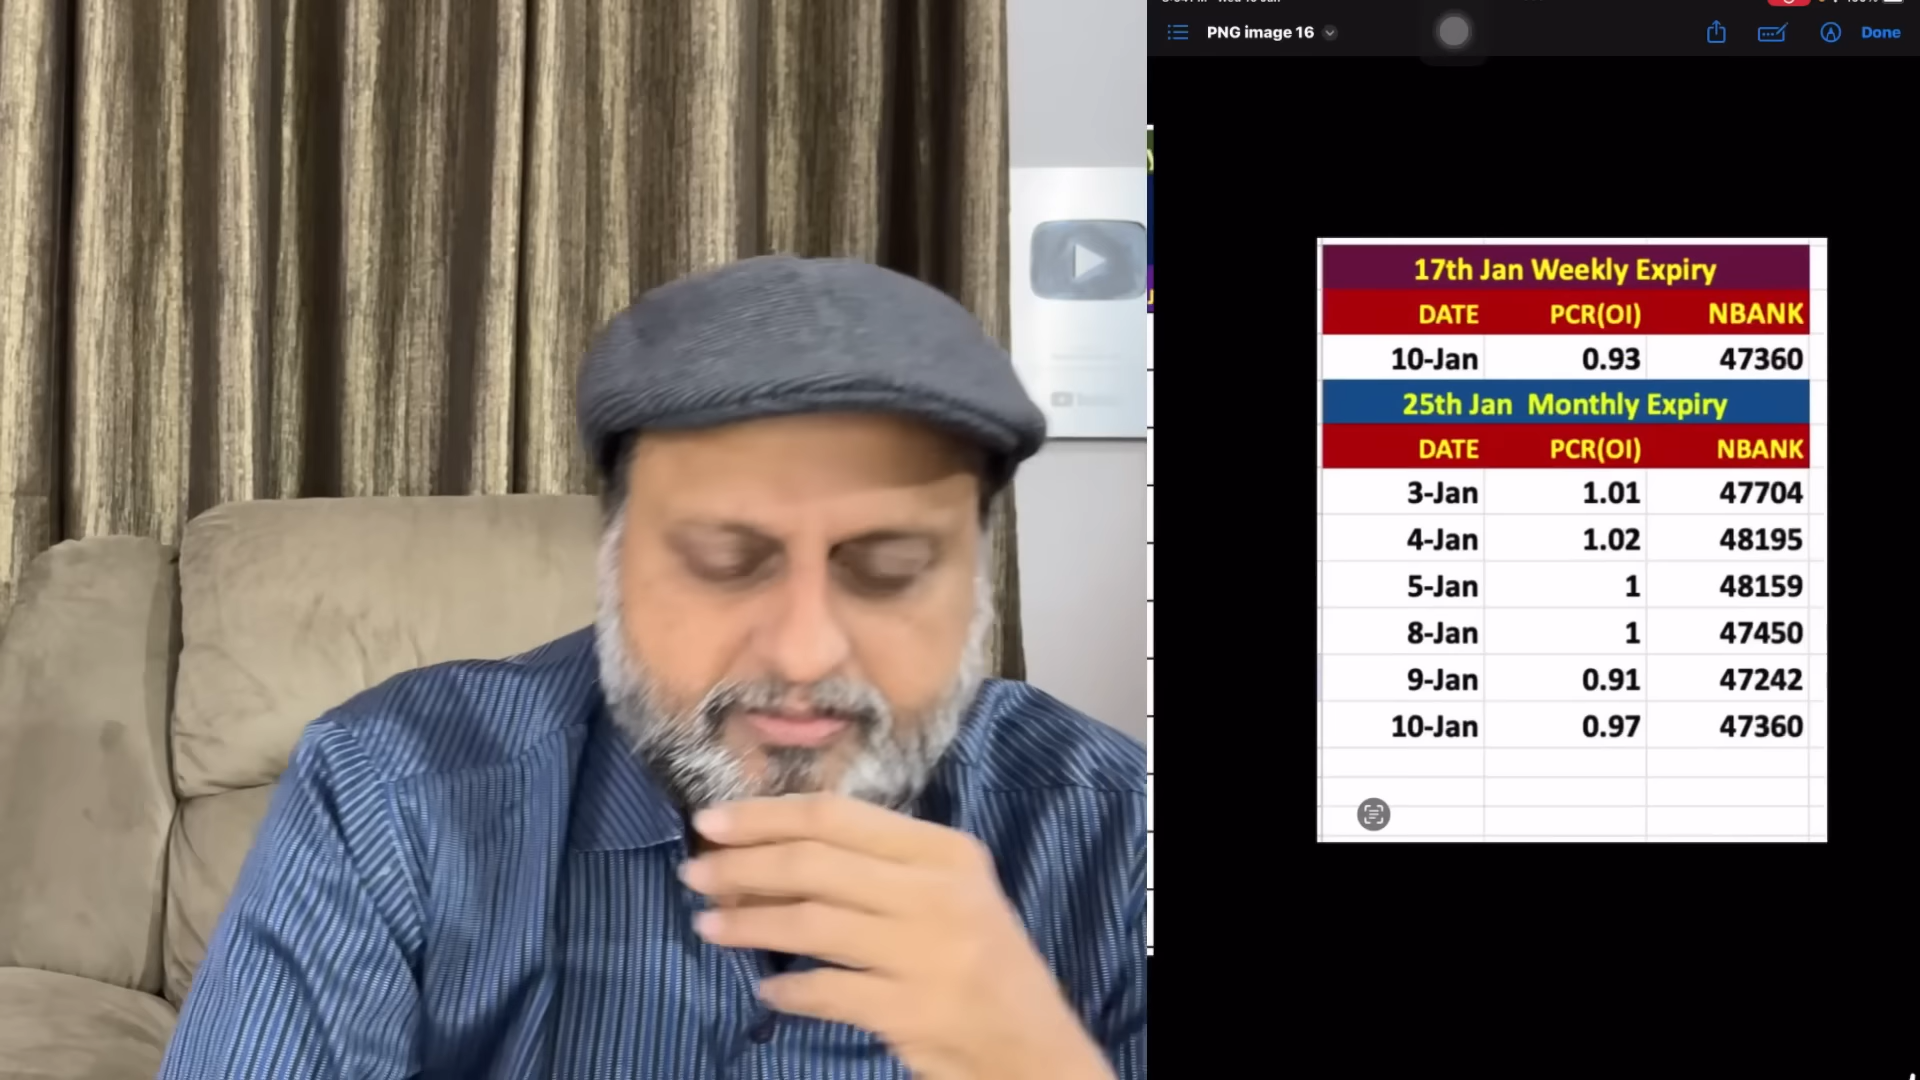 PNG image 16
Done
17th Jan Weekly Expiry
DATE PCR(OI) NBANK
10-Jan 0.93 47360
25th Jan Monthly Expiry
DATE PCR(OI) NBANK
3-Jan 1.01 47704
4-Jan 1.02 48195
5-Jan 1 48159
8-Jan 1 47450
9-Jan 0.91 47242
10-Jan 0.97 47360